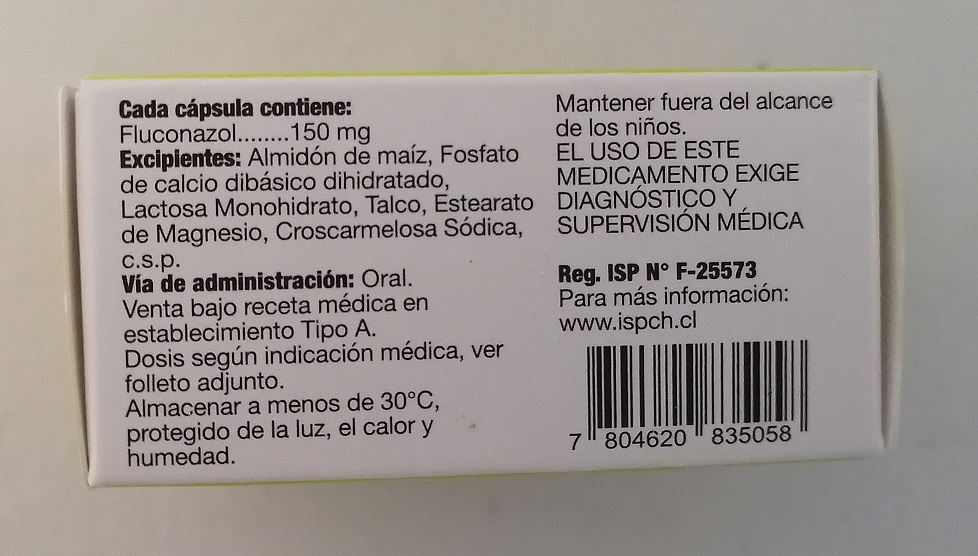 Cada cápsula contiene:
Fluconazol........150 mg
Excipientes: Almidón de maíz, Fosfato
de calcio dibásico dihidratado,
Lactosa Monohidrato, Talco, Estearato
de Magnesio, Croscarmelosa Sódica,
c.s.p.
Vía de administración: Oral.
Venta bajo receta médica en
establecimiento Tipo A.
Dosis según indicación médica, ver
folleto adjunto.
Almacenar a menos de 30°C,
protegido de la luz, el calor y
humedad.
Mantener fuera del alcance
de los niños.
EL USO DE ESTE
MEDICAMENTO EXIGE
DIAGNÓSTICO Y
SUPERVISIÓN MÉDICA
Reg. ISP N° F-25573
Para más información:
www.ispch.cl
7 804620 835058